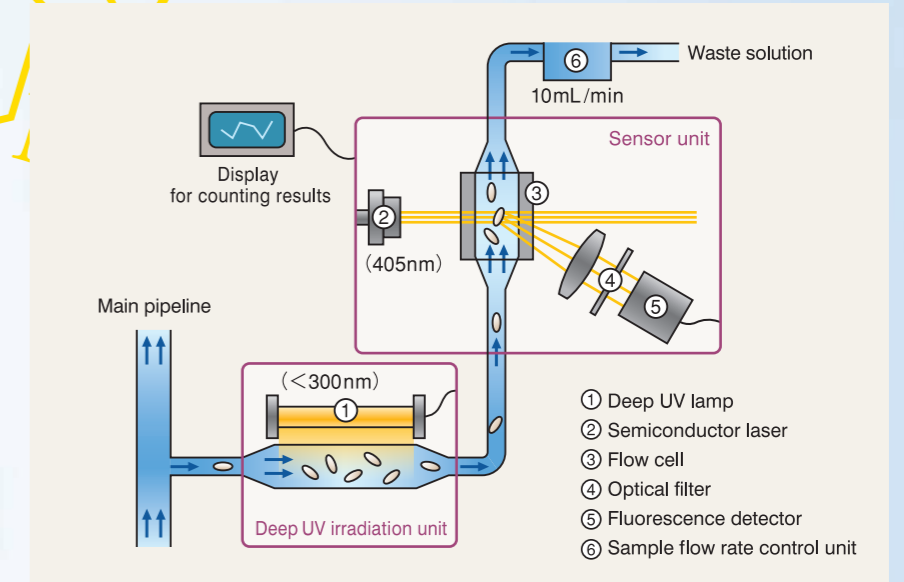 Waste solution
⑥
10mL/min
Sensor unit
Display
for counting results
③
②
(405nm)
④
⑤
Main pipeline
(<300nm)
①
Deep UV irradiation unit
① Deep UV lamp
② Semiconductor laser
③ Flow cell
④ Optical filter
⑤ Fluorescence detector
⑥ Sample flow rate control unit